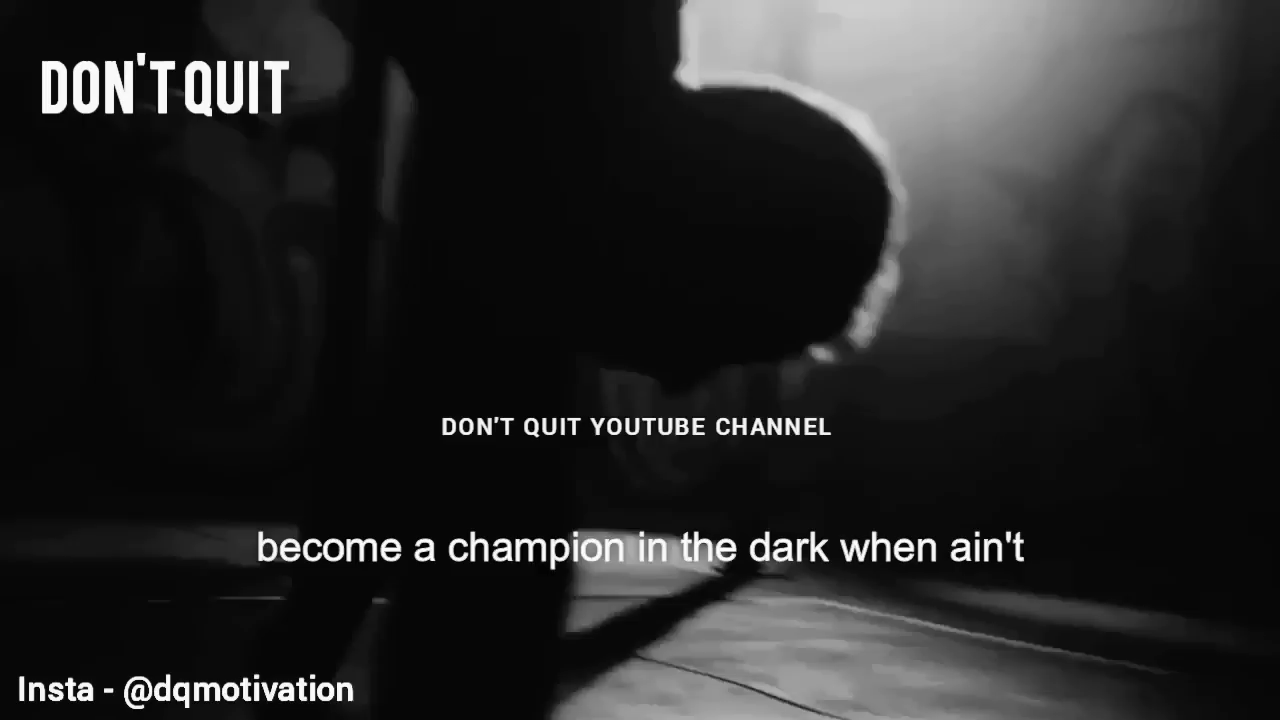 DON'T QUIT
DON'T QUIT YOUTUBE CHANNEL
become a champion in the dark when ain't
Insta - @dqmotivation